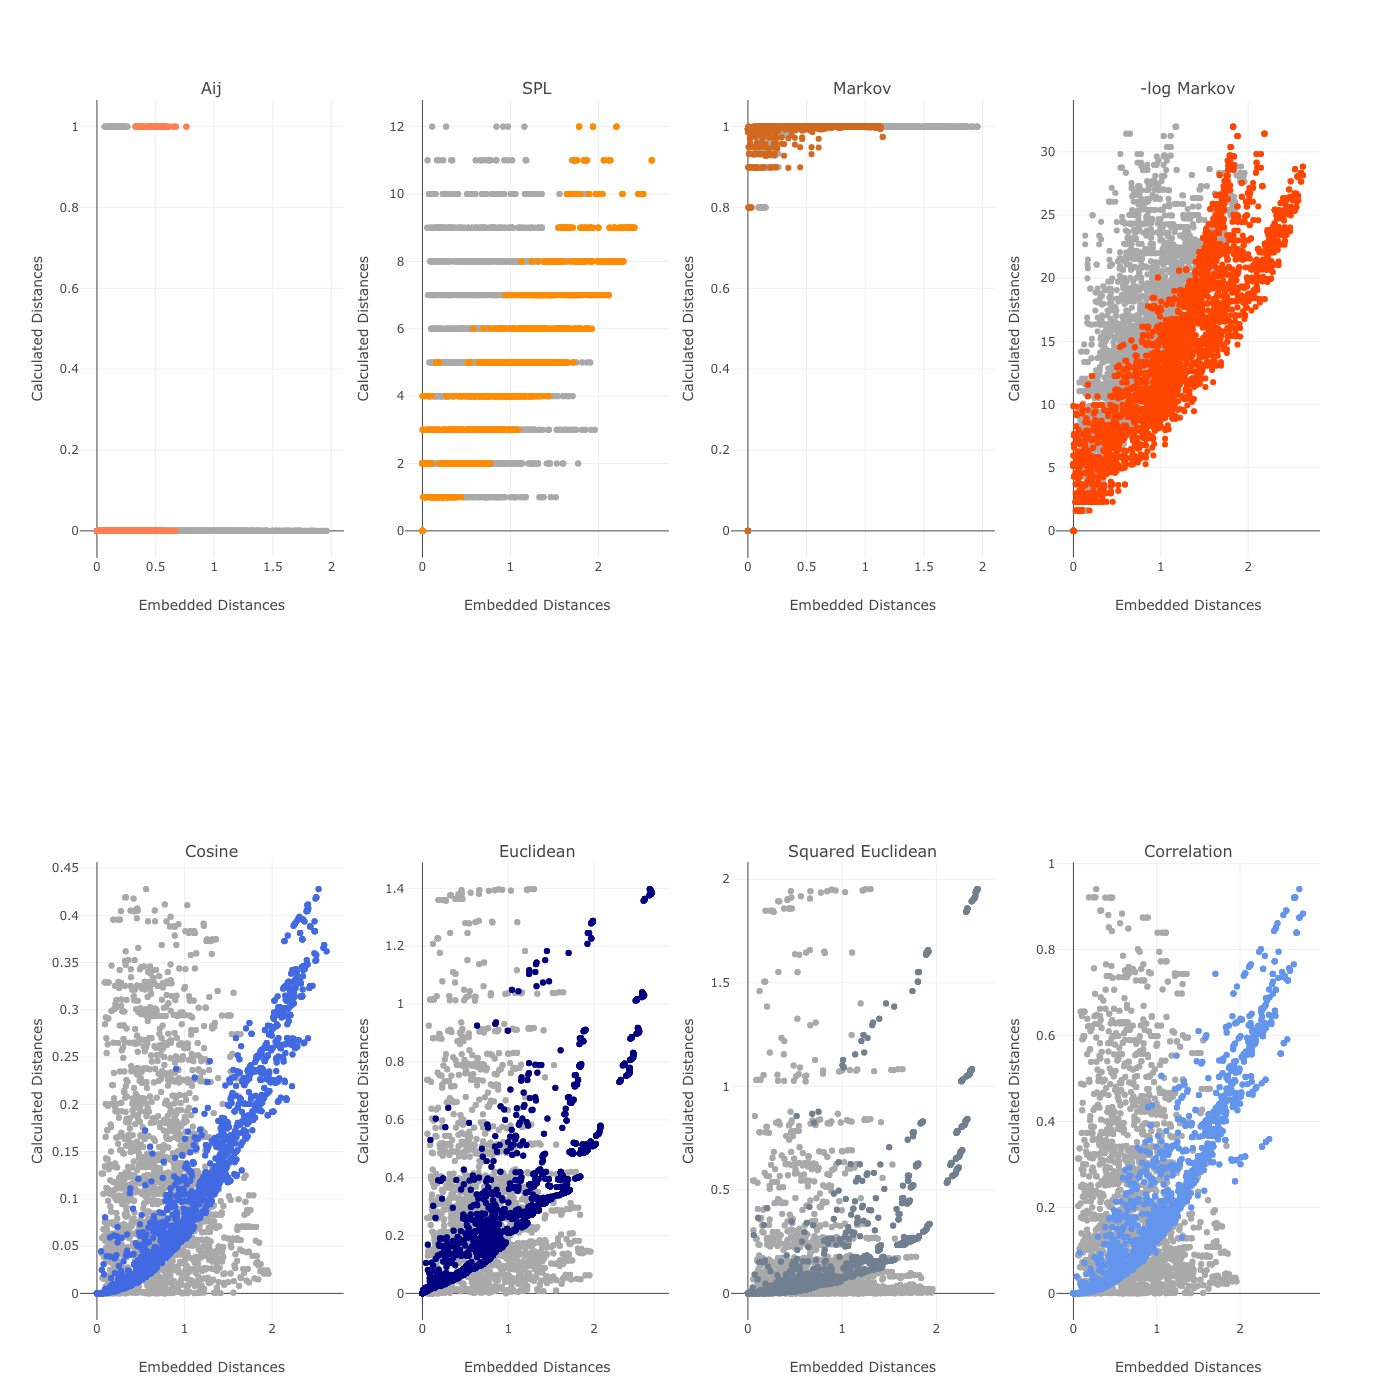 Aij SPL Markov -log Markov
1 12 1 30
10 25
0.8 0.8
8 20
0.6 0.6
6 15
0.4 0.4
4 10
0.2 0.2
2 5
0 0 0 0
Calculated Distances Calculated Distances Calculated Distances Calculated Distances
0 0.5 1 1.5 2 0 1 2 0 0.5 1 1.5 2 0 1 2
Embedded Distances Embedded Distances Embedded Distances Embedded Distances
Cosine Euclidean Squared Euclidean Correlation
0.45 1.4 2 1
0.4 1.2 1.5 0.8
0.35 1 1 0.6
0.3 0.8 0.5 0.4
0.25 0.6 0 0.2
0.2 0.4 0
0.15 0.2
0.1 0
0.05
0
Calculated Distances Calculated Distances Calculated Distances Calculated Distances
0 1 2 0 1 2 0 1 2 0 1 2
Embedded Distances Embedded Distances Embedded Distances Embedded Distances